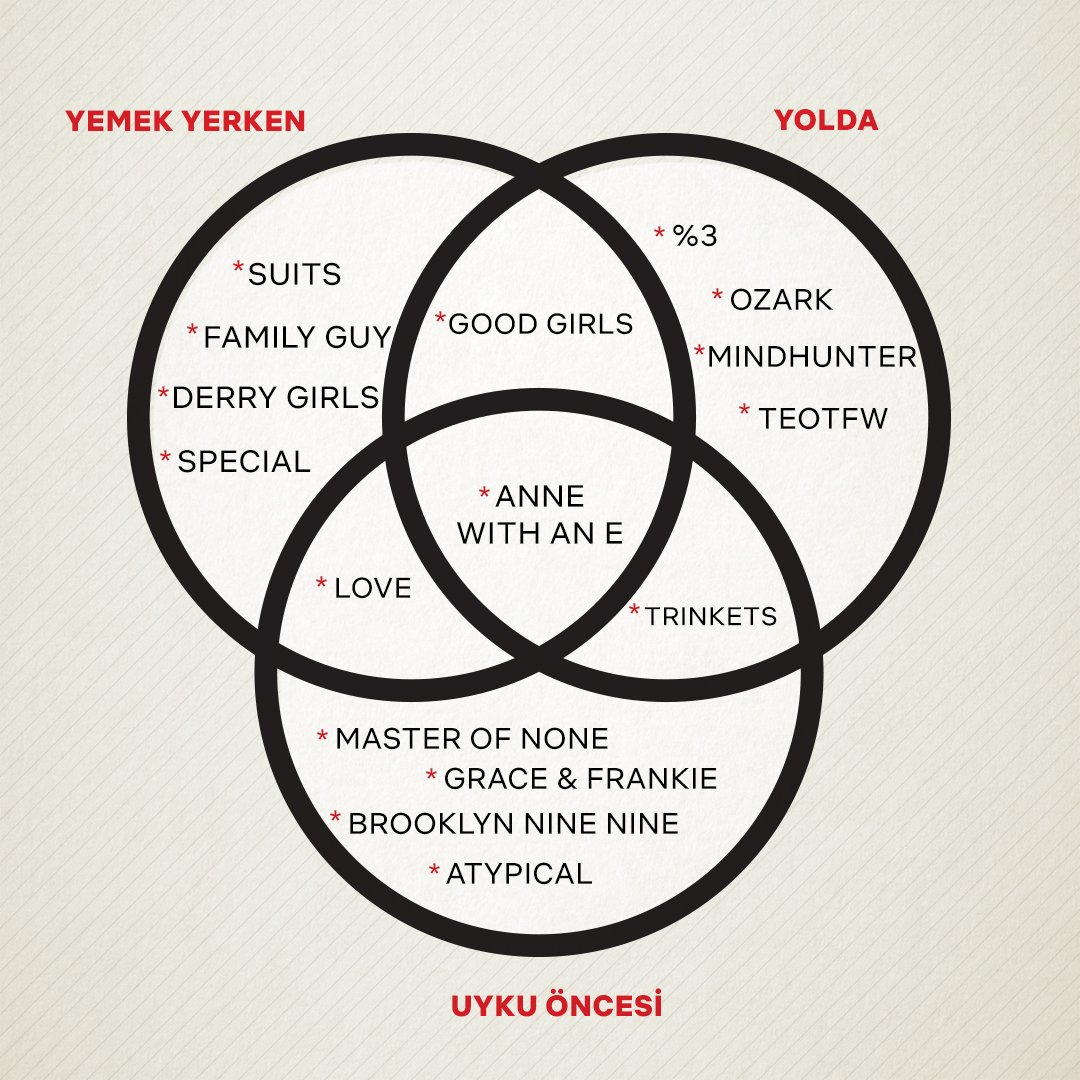 YEMEK YERKEN
YOLDA
*SUITS
*FAMILY GUY
*DERRY GIRLS
*SPECIAL
*GOOD GIRLS
*%3
*OZARK
*MINDHUNTER
*TEOTFW
*ANNE
WITH AN E
*LOVE
*TRINKETS
*MASTER OF NONE
*GRACE & FRANKIE
*BROOKLYN NINE NINE
*ATYPICAL
UYKU ÖNCESİ